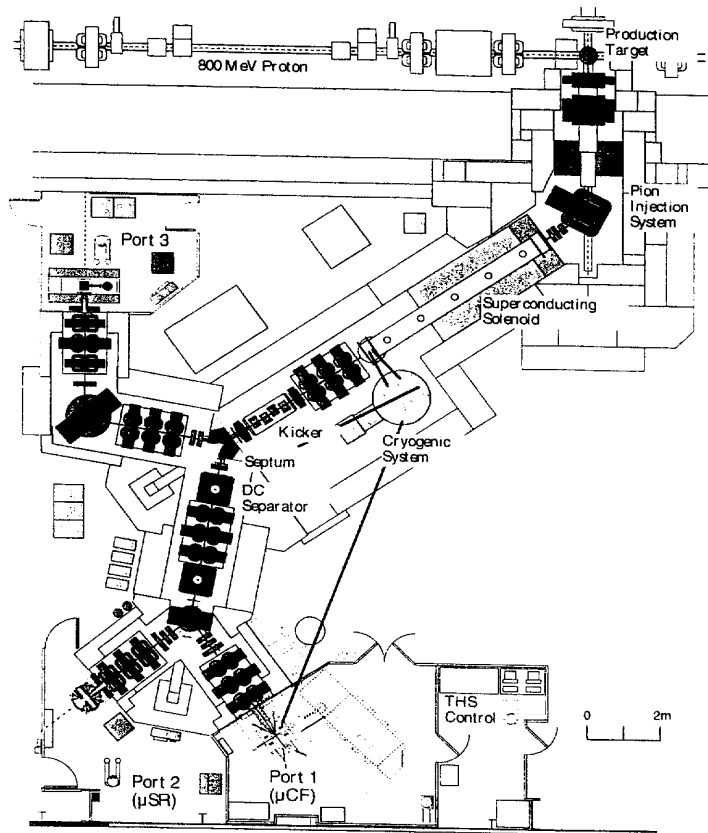 Production
Target
800 MeV Proton
Pion
Injection
System
Port 3
Superconducting
Solenoid
Kicker
Cryogenic
System
Septum
DC
Separator
THS
Control
0 2m
Port 2
(μSR)
Port 1
(μCF)